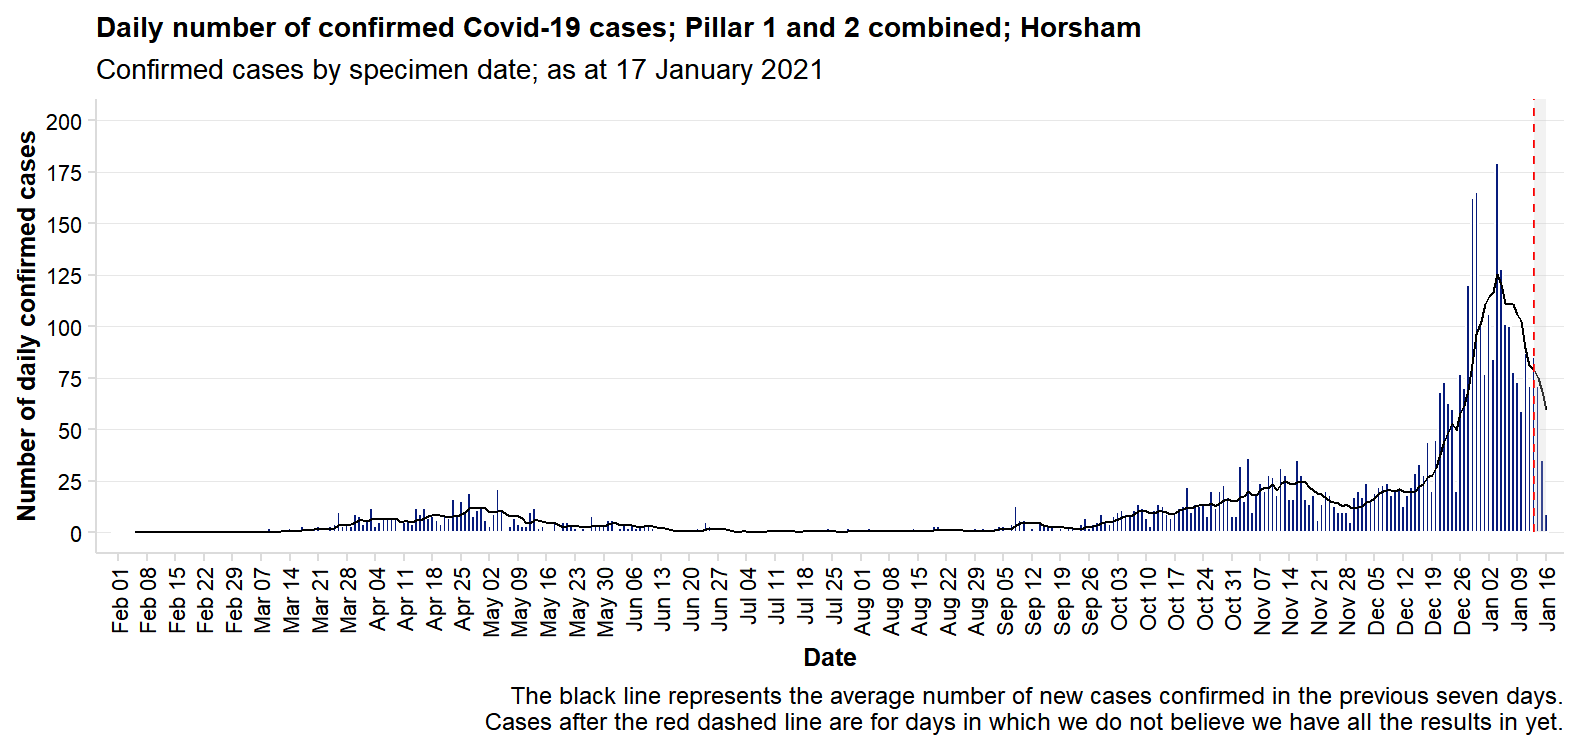 Daily number of confirmed Covid-19 cases; Pillar 1 and 2 combined; Horsham
Confirmed cases by specimen date; as at 17 January 2021
Number of daily confirmed cases
200
175
150
125
100
75
50
25
0
Feb 01
Feb 08
Feb 15
Feb 22
Feb 29
Mar 07
Mar 14
Mar 21
Mar 28
Apr 04
Apr 11
Apr 18
Apr 25
May 02
May 09
May 16
May 23
May 30
Jun 06
Jun 13
Jun 20
Jun 27
Jul 04
Jul 11
Jul 18
Jul 25
Aug 01
Aug 08
Aug 15
Aug 22
Aug 29
Sep 05
Sep 12
Sep 19
Sep 26
Oct 03
Oct 10
Oct 17
Oct 24
Oct 31
Nov 07
Nov 14
Nov 21
Nov 28
Dec 05
Dec 12
Dec 19
Dec 26
Jan 02
Jan 09
Jan 16
Date
The black line represents the average number of new cases confirmed in the previous seven days.
Cases after the red dashed line are for days in which we do not believe we have all the results in yet.